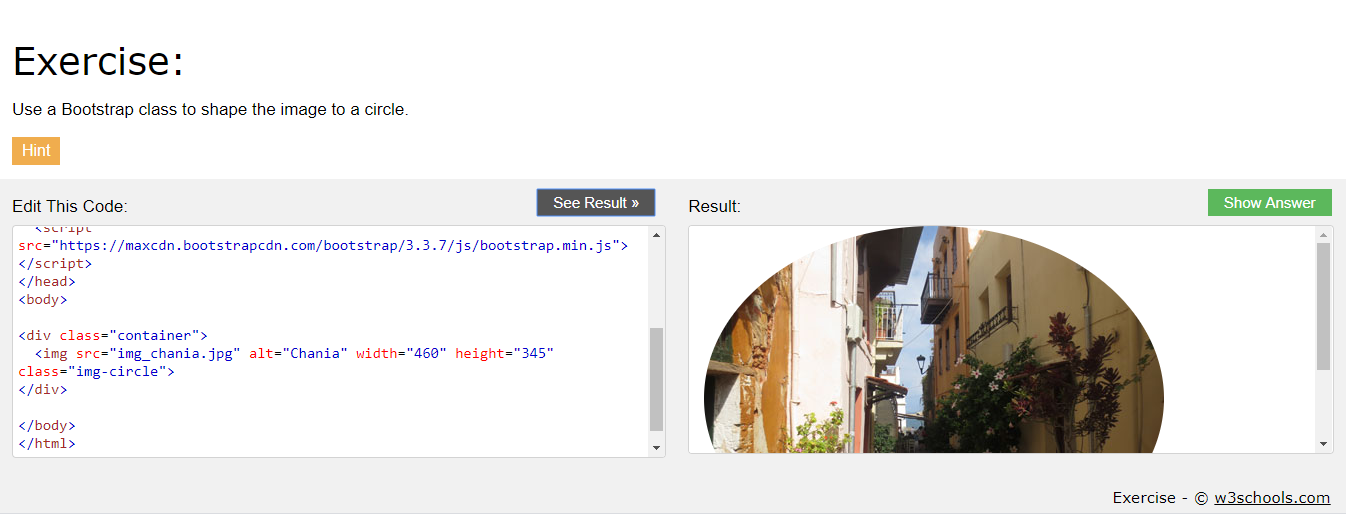 Exercise:
Use a Bootstrap class to shape the image to a circle.
Hint
Edit This Code:
See Result »
<script
src="https://maxcdn.bootstrapcdn.com/bootstrap/3.3.7/js/bootstrap.min.js">
</script>
</head>
<body>
<div class="container">
<img src="img_chania.jpg" alt="Chania" width="460" height="345"
class="img-circle">
</div>
</body>
</html>
Result:
Show Answer
Exercise - © w3schools.com